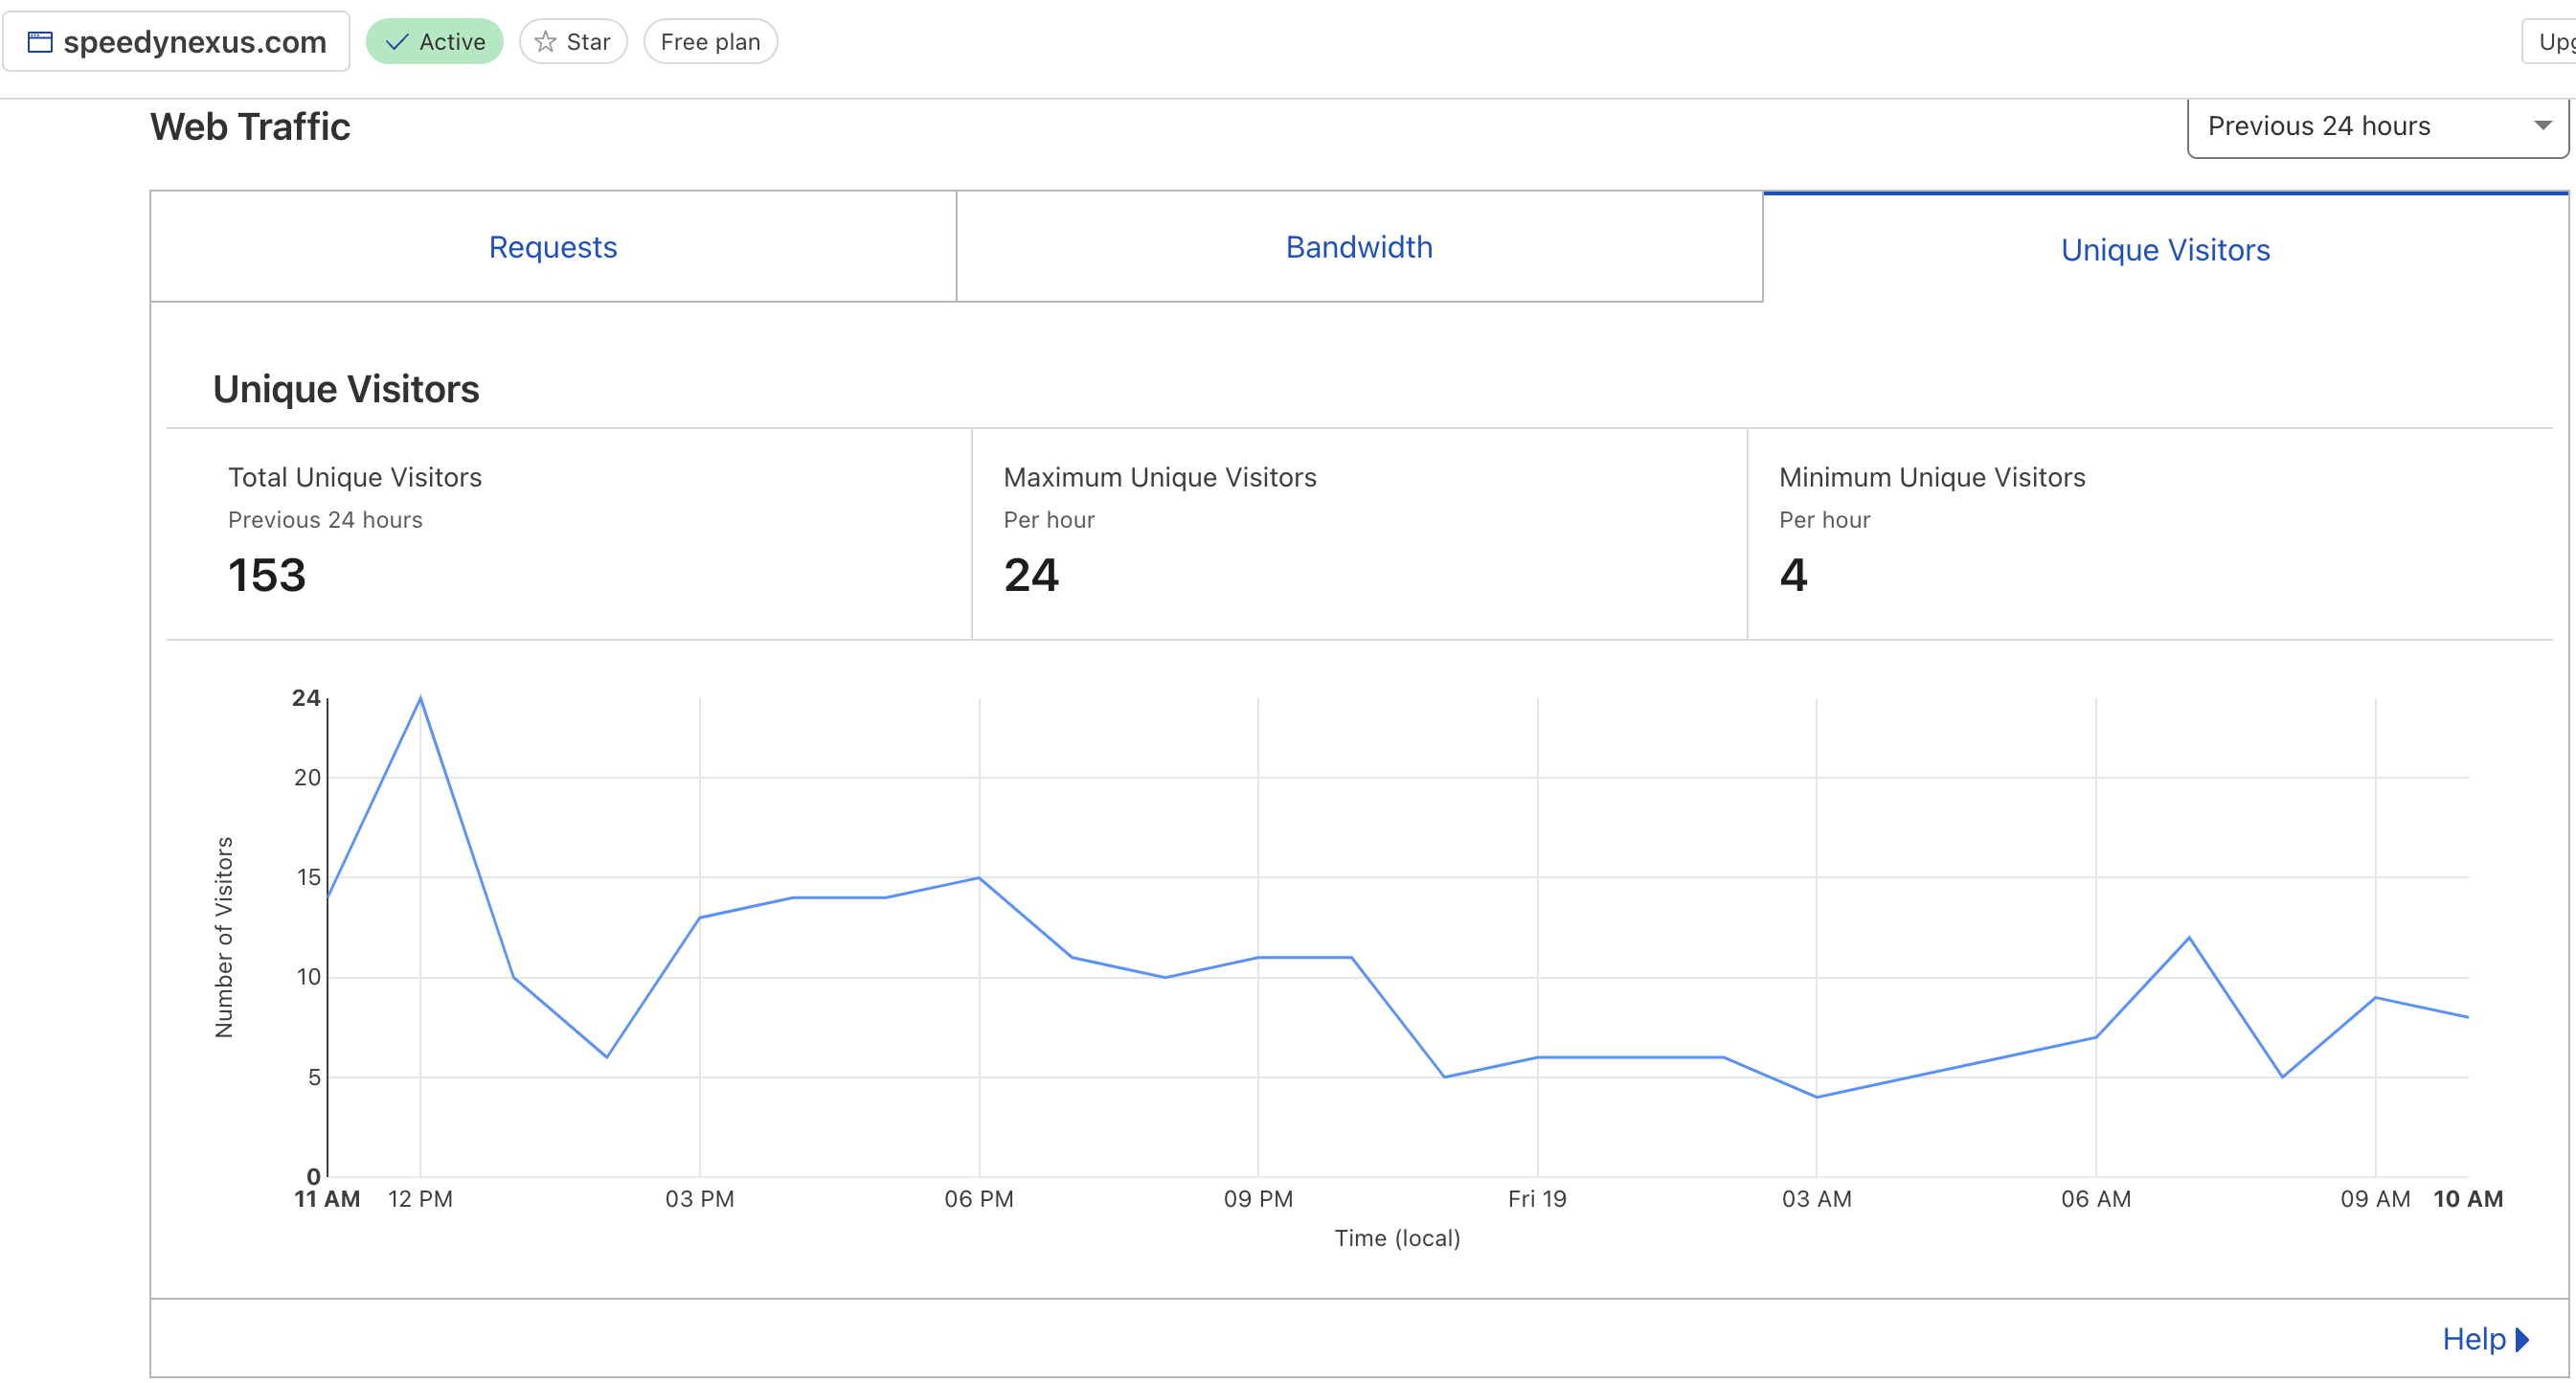 speedynexus.com Active Star Free plan Upg
Web Traffic Previous 24 hours
Requests Bandwidth Unique Visitors
Unique Visitors
Total Unique Visitors Maximum Unique Visitors Minimum Unique Visitors
Previous 24 hours Per hour Per hour
153 24 4
24
20
15
10
5
0
Number of Visitors
11 AM 12 PM 03 PM 06 PM 09 PM Fri 19 03 AM 06 AM 09 AM 10 AM
Time (local)
Help